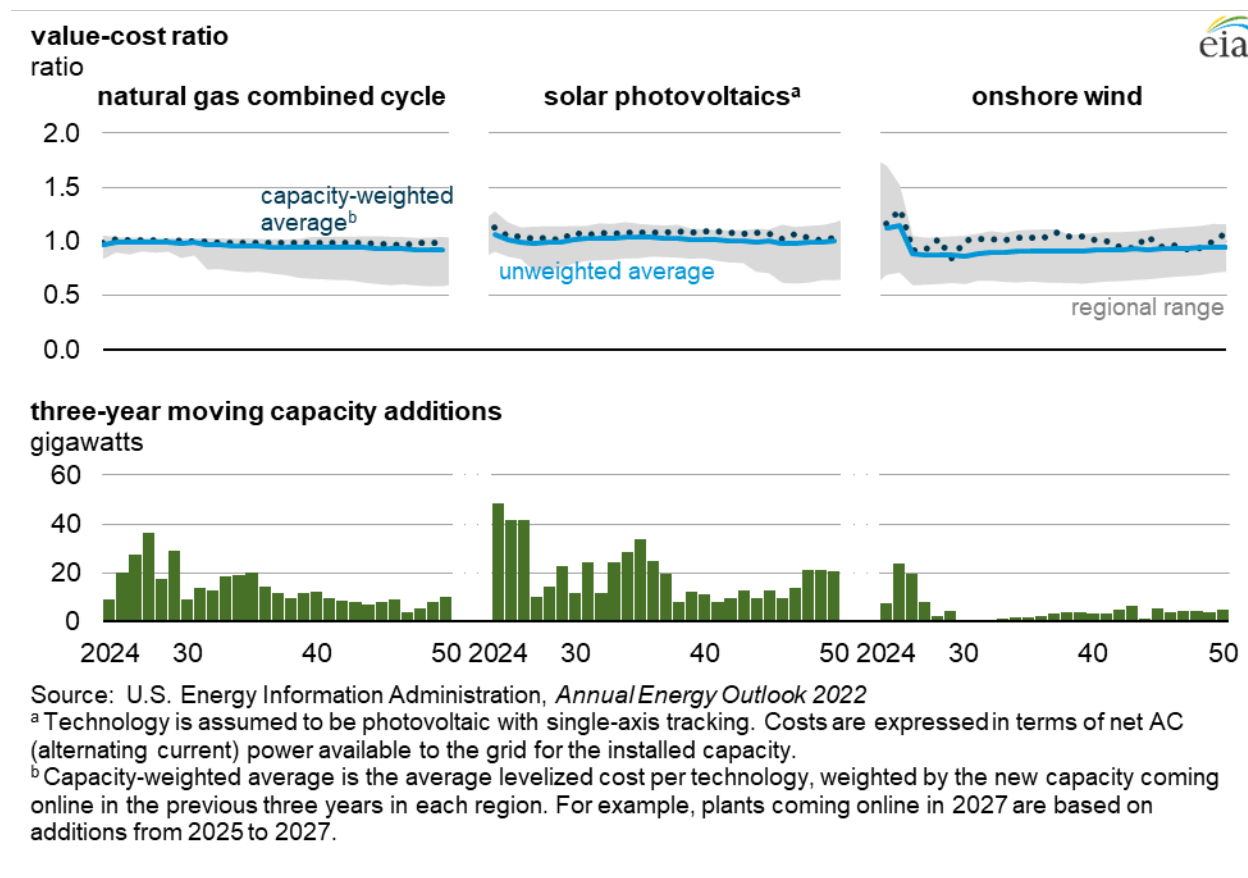 value-cost ratio
ratio
eia
natural gas combined cycle
solar photovoltaicsᵃ
onshore wind
2.0
1.5
1.0
0.5
0.0
capacity-weighted
averageᵇ
unweighted average
regional range
three-year moving capacity additions
gigawatts
60
40
20
0
2024 30 40 50 2024 30 40 50 2024 30 40 50
Source: U.S. Energy Information Administration, Annual Energy Outlook 2022
ᵃ Technology is assumed to be photovoltaic with single-axis tracking. Costs are expressed in terms of net AC
(alternating current) power available to the grid for the installed capacity.
ᵇ Capacity-weighted average is the average levelized cost per technology, weighted by the new capacity coming
online in the previous three years in each region. For example, plants coming online in 2027 are based on
additions from 2025 to 2027.